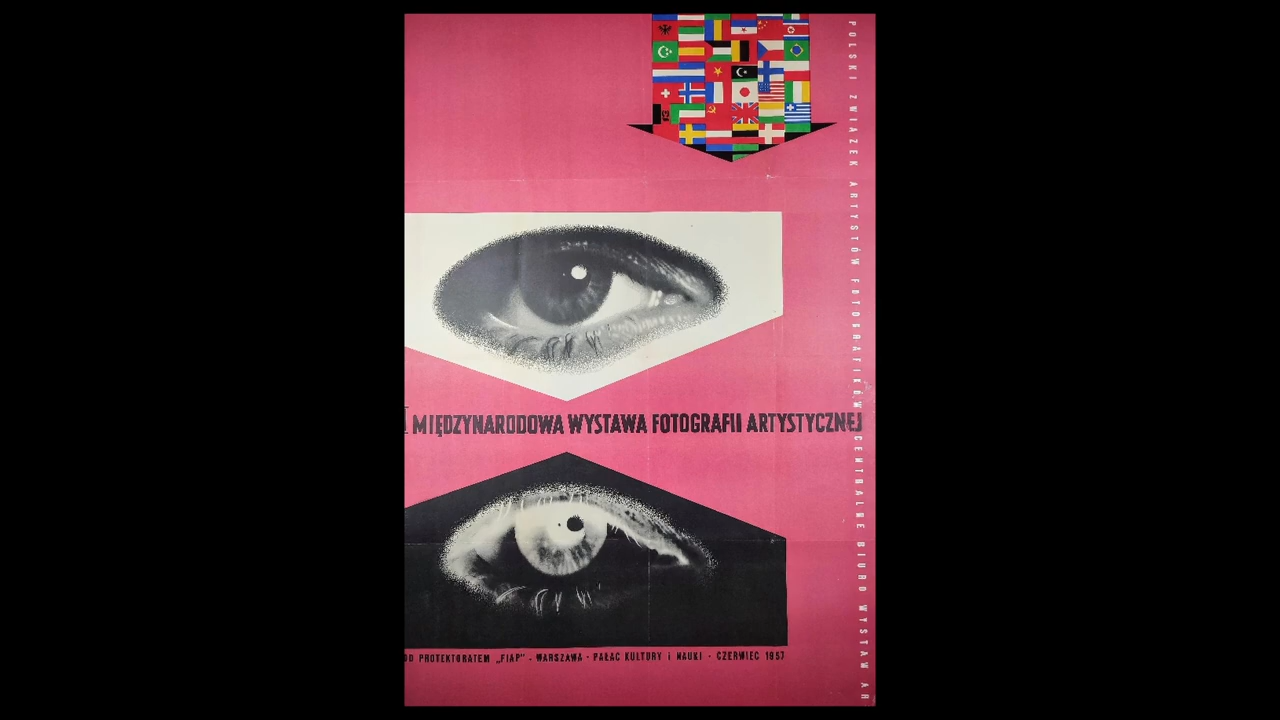 POLSKI ZWIĄZEK ARTYSTÓW FOTOGRAFIKÓW CENTRALNE BIURO WYSTAW AR
I MIĘDZYNARODOWA WYSTAWA FOTOGRAFII ARTYSTYCZNEJ
OD PROTEKTORATEM „FIAP" - WARSZAWA - PAŁAC KULTURY i NAUKI - CZERWIEC 1957